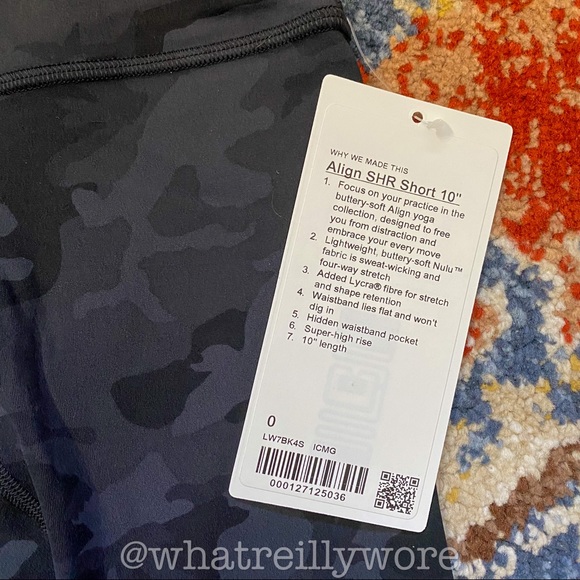 WHY WE MADE THIS
Align SHR Short 10"
1. Focus on your practice in the
buttery-soft Align yoga
collection, designed to free
you from distraction and
embrace your every move
2. Lightweight, buttery-soft Nulu™
fabric is sweat-wicking and
four-way stretch
3. Added Lycra® fibre for stretch
and shape retention
4. Waistband lies flat and won't
dig in
5. Hidden waistband pocket
6. Super-high rise
7. 10" length
0
LW7BK4S ICMG
000127125036
@whatreillywore